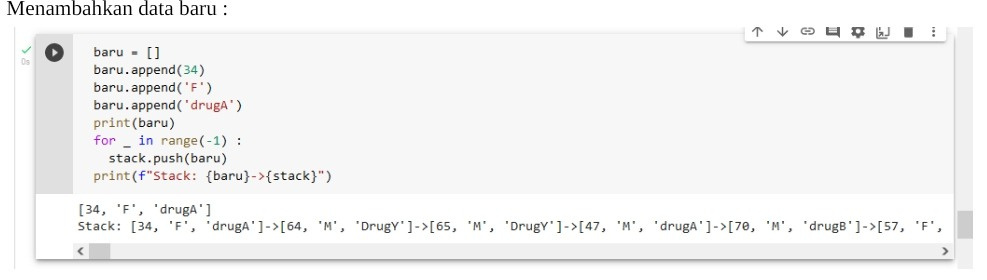 Menambahkan data baru :
0s
baru = []
baru.append(34)
baru.append('F')
baru.append('drugA')
print(baru)
for _ in range(-1) :
  stack.push(baru)
print(f"Stack: {baru}->{stack}")
[34, 'F', 'drugA']
Stack: [34, 'F', 'drugA']->[64, 'M', 'DrugY']->[65, 'M', 'DrugY']->[47, 'M', 'drugA']->[70, 'M', 'drugB']->[57, 'F',